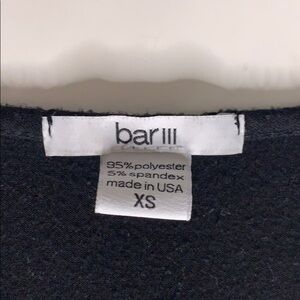 bar III
95% polyester
5% spandex
made in USA
XS